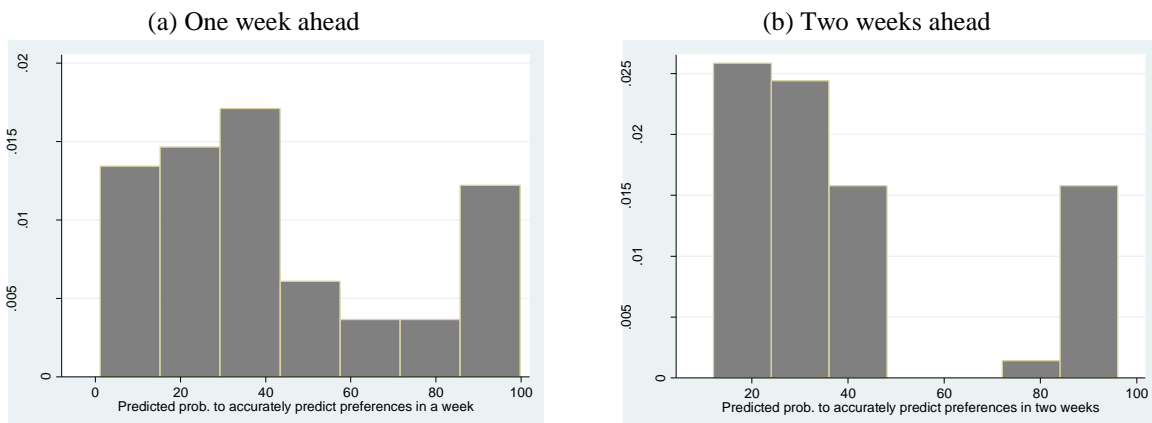 (a) One week ahead
(b) Two weeks ahead
.02
.015
.01
.005
0
0 20 40 60 80 100
Predicted prob. to accurately predict preferences in a week
.025
.02
.015
.01
.005
0
20 40 60 80 100
Predicted prob. to accurately predict preferences in two weeks